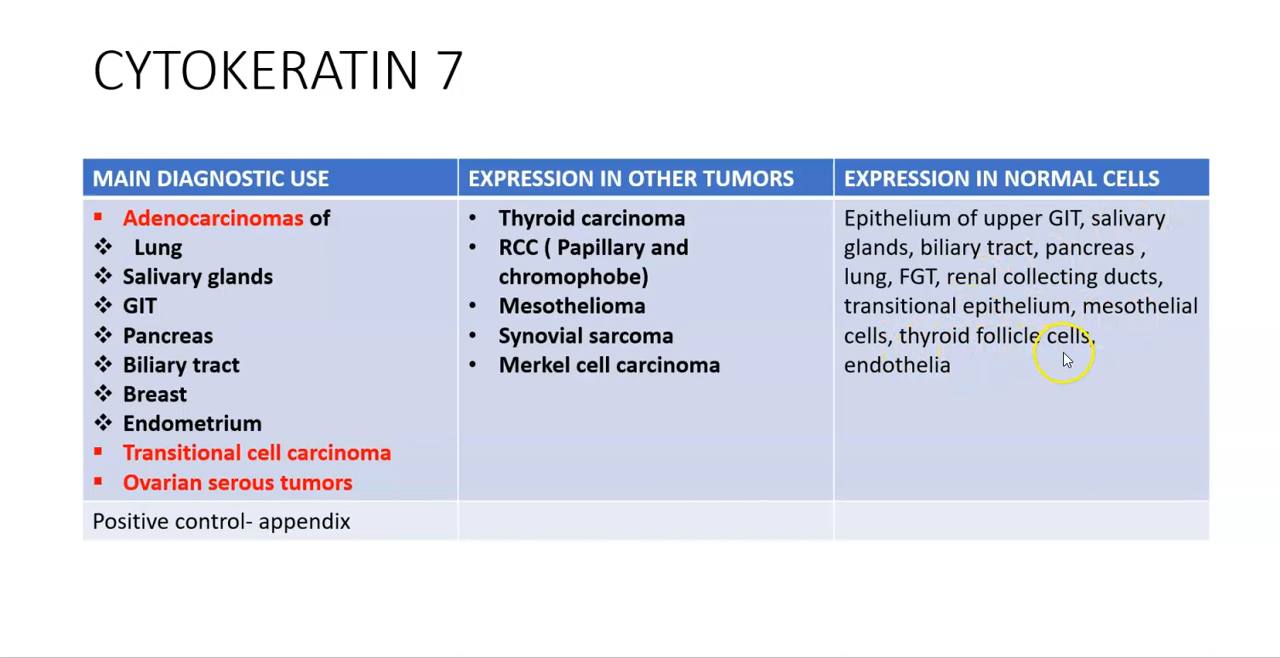 CYTOKERATIN 7
MAIN DIAGNOSTIC USE
▪ Adenocarcinomas of
❖ Lung
❖ Salivary glands
❖ GIT
❖ Pancreas
❖ Biliary tract
❖ Breast
❖ Endometrium
▪ Transitional cell carcinoma
▪ Ovarian serous tumors
Positive control- appendix
EXPRESSION IN OTHER TUMORS
• Thyroid carcinoma
• RCC ( Papillary and
chromophobe)
• Mesothelioma
• Synovial sarcoma
• Merkel cell carcinoma
EXPRESSION IN NORMAL CELLS
Epithelium of upper GIT, salivary
glands, biliary tract, pancreas ,
lung, FGT, renal collecting ducts,
transitional epithelium, mesothelial
cells, thyroid follicle cells,
endothelia